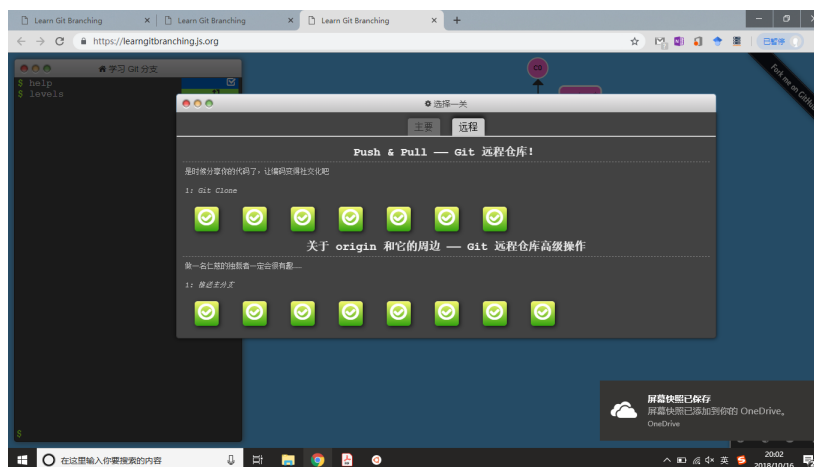 Learn Git Branching
Learn Git Branching
Learn Git Branching
https://learngitbranching.js.org
已暂停
学习 Git 分支
$ help
$ levels
C0
Fork me on GitHub
选择一关
主要
远程
Push & Pull —— Git 远程仓库!
是时候分享你的代码了，让编码变得社交化吧
1: Git Clone
关于 origin 和它的周边 —— Git 远程仓库高级操作
做一名仁慈的独裁者一定会很有趣……
1: 推送主分支
$
屏幕快照已保存
屏幕快照已添加到你的 OneDrive。
OneDrive
在这里输入你要搜索的内容
英
20:02
2018/10/16